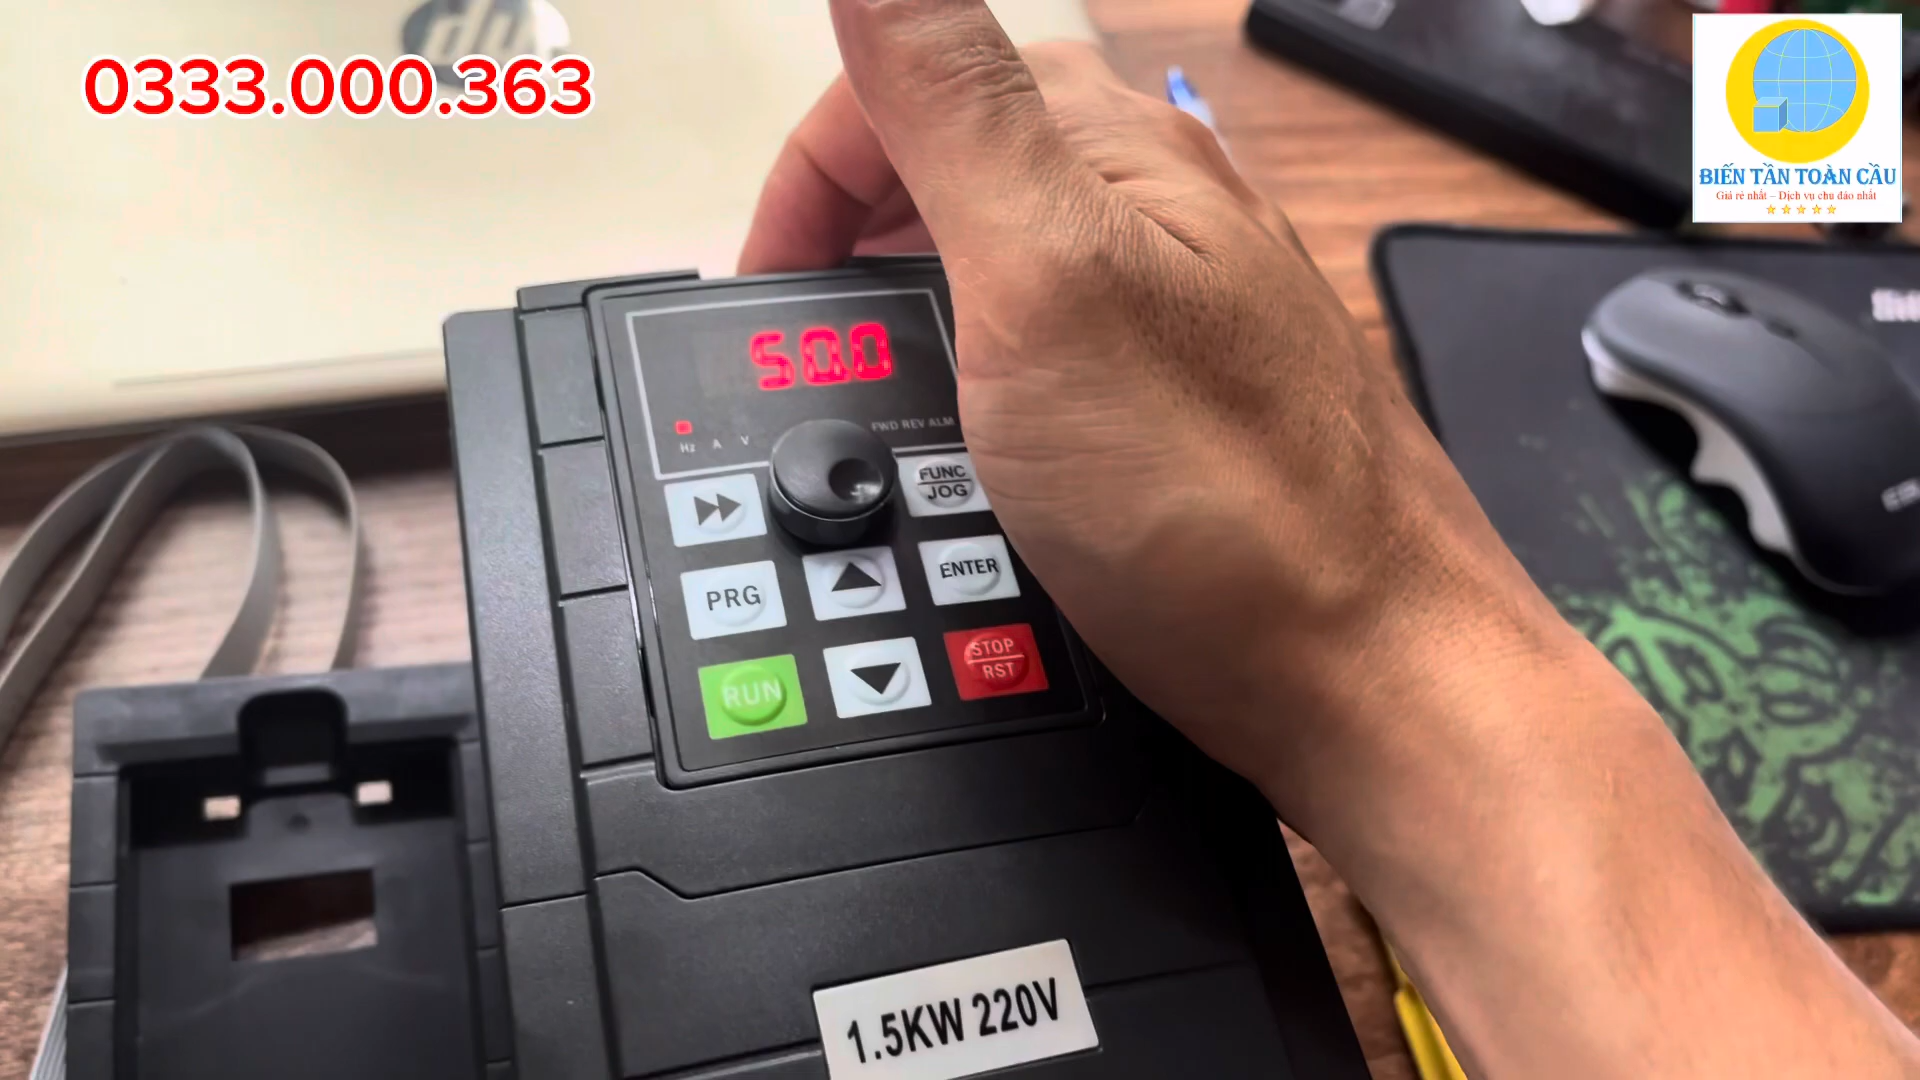 hp
0333.000.363
BIẾN TẦN TOÀN CẦU
Giá rẻ nhất – Dịch vụ chu đáo nhất
50.0
Hz A V
FWD REV ALM
FUNC
JOG
PRG
ENTER
RUN
STOP
RST
1.5KW 220V